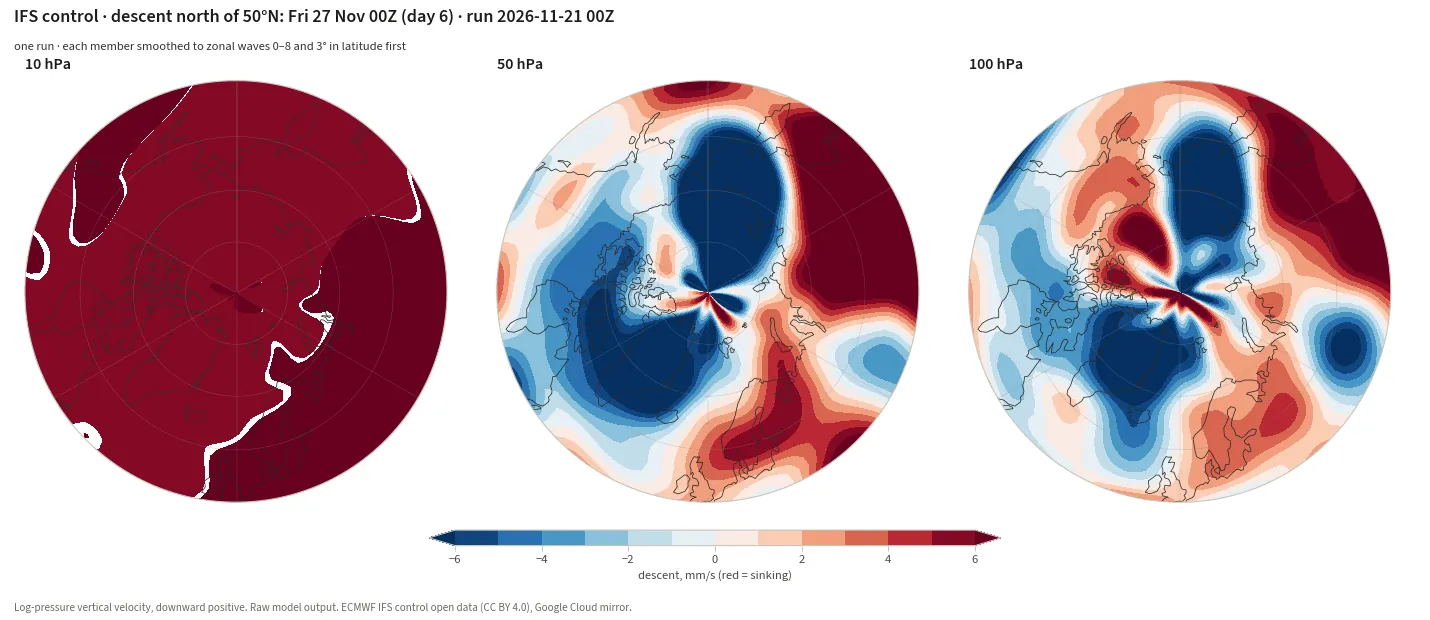 IFS control · descent north of 50°N: Fri 27 Nov 00Z (day 6) · run 2026-11-21 00Z
one run · each member smoothed to zonal waves 0–8 and 3° in latitude first
10 hPa
50 hPa
100 hPa
−6 −4 −2 0 2 4 6
descent, mm/s (red = sinking)
Log-pressure vertical velocity, downward positive. Raw model output. ECMWF IFS control open data (CC BY 4.0), Google Cloud mirror.